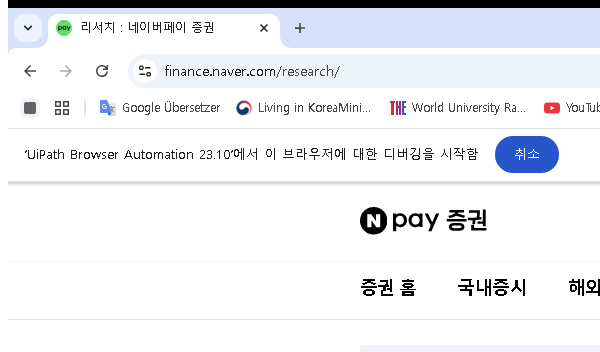 리서치 : 네이버페이 증권
finance.naver.com/research/
Google Übersetzer Living in KoreaMini... THE World University Ra... YouTub
'UiPath Browser Automation 23.10'에서 이 브라우저에 대한 디버깅을 시작함 취소
N pay 증권
증권 홈 국내증시 해외